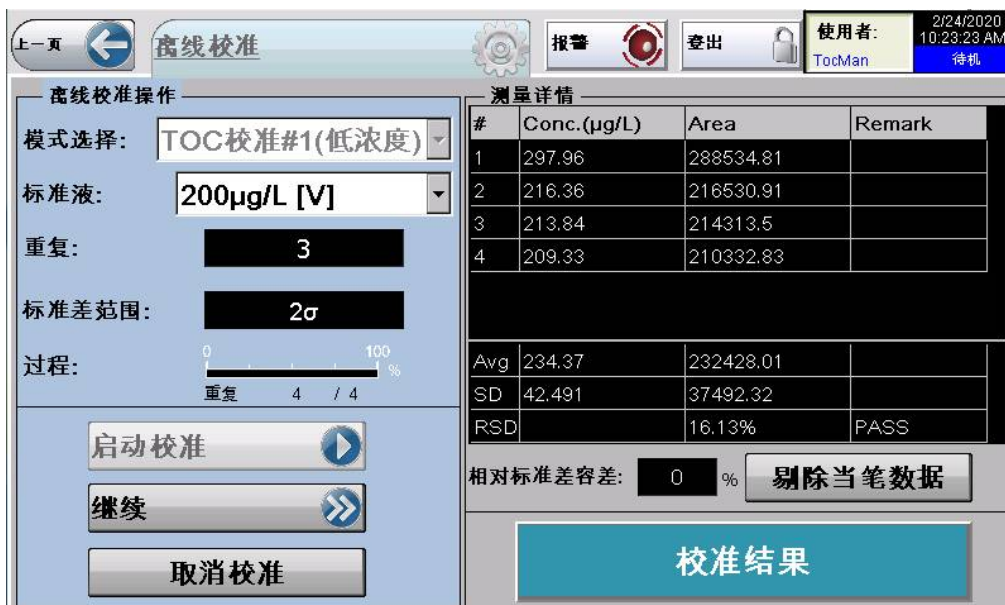 上一页
离线校准
报警
登出
使用者:
TocMan
2/24/2020
10:23:23 AM
待机
离线校准操作
模式选择: TOC校准#1(低浓度)
标准液: 200µg/L [V]
重复: 3
标准差范围: 2σ
过程: 0 100 %
重复 4 / 4
启动校准
继续
取消校准
测量详情
# Conc.(µg/L) Area Remark
1 297.96 288534.81
2 216.36 216530.91
3 213.84 214313.5
4 209.33 210332.83
Avg 234.37 232428.01
SD 42.491 37492.32
RSD 16.13% PASS
相对标准差容差: 0 % 剔除当笔数据
校准结果